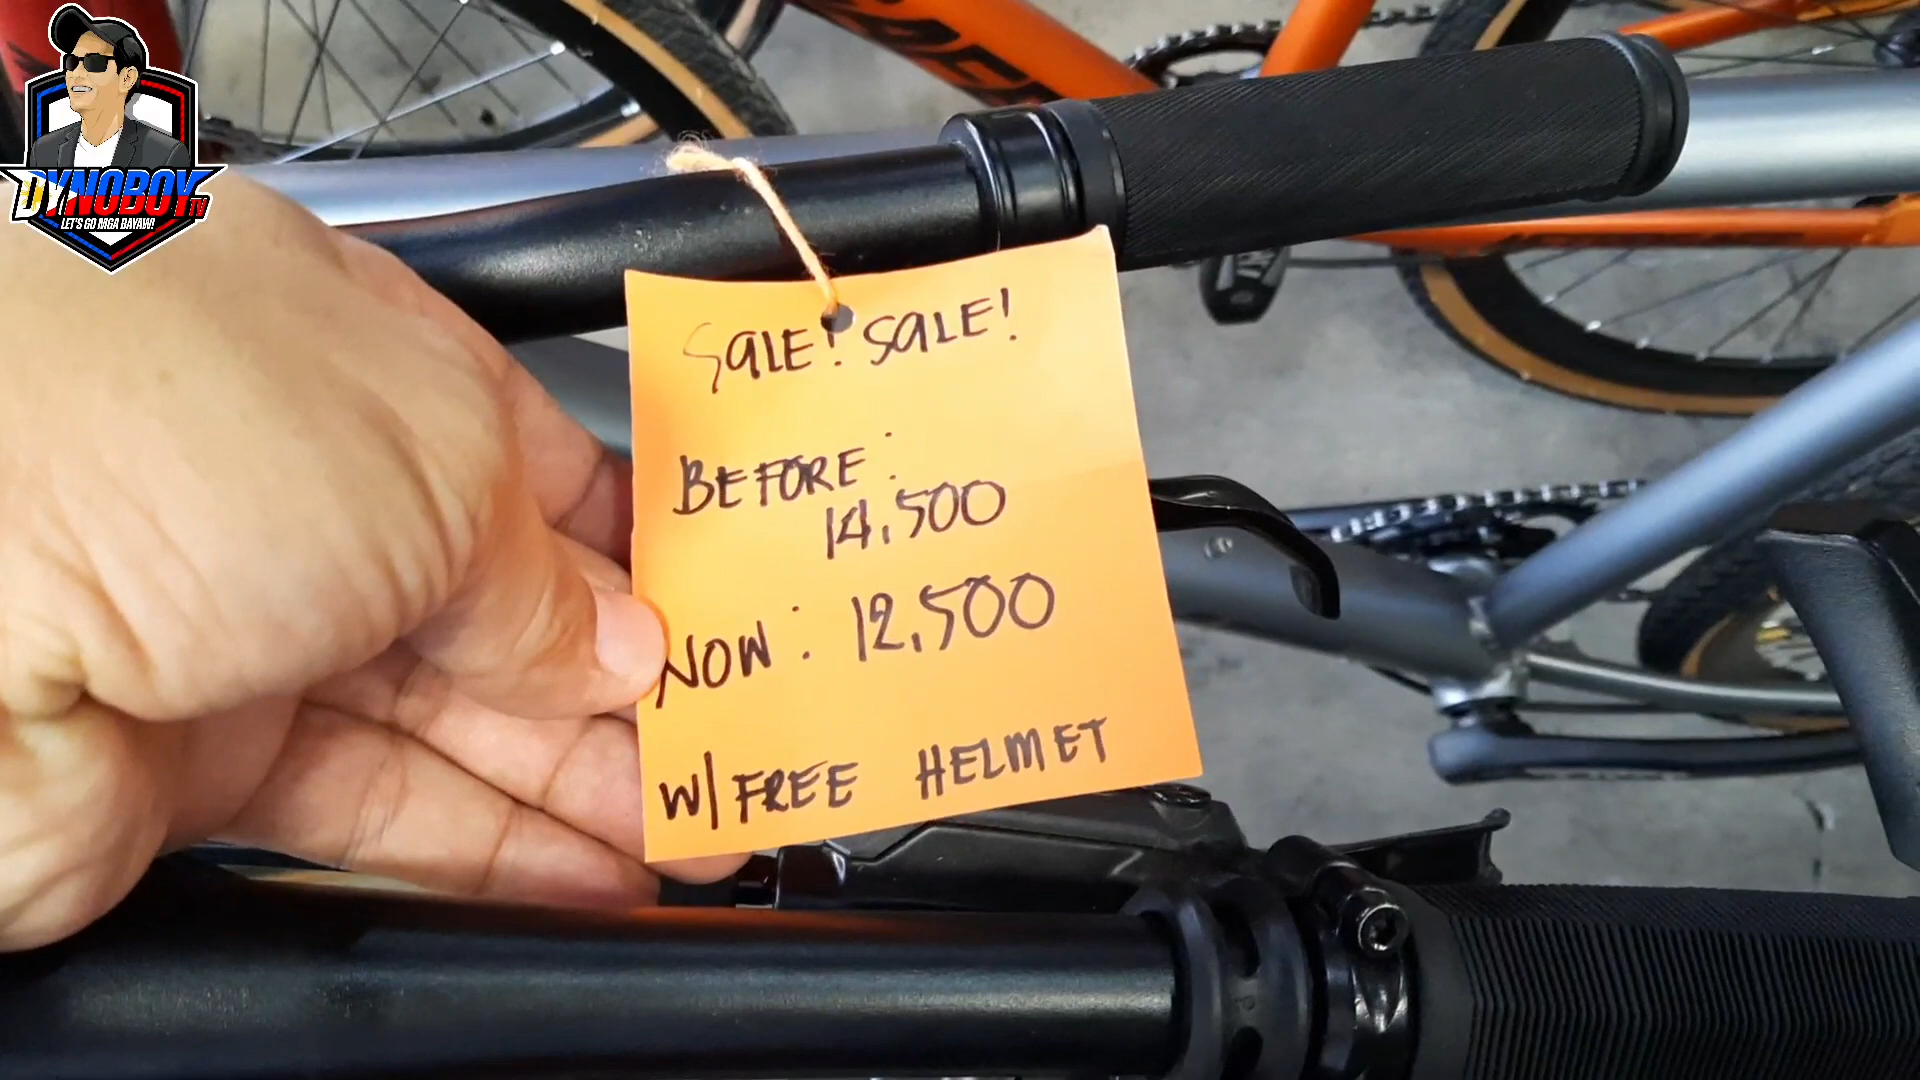 DYNOBOY TV
LET'S GO MGA BAYAW!
SALE! SALE!
BEFORE:
14,500
NOW: 12,500
W/ FREE HELMET